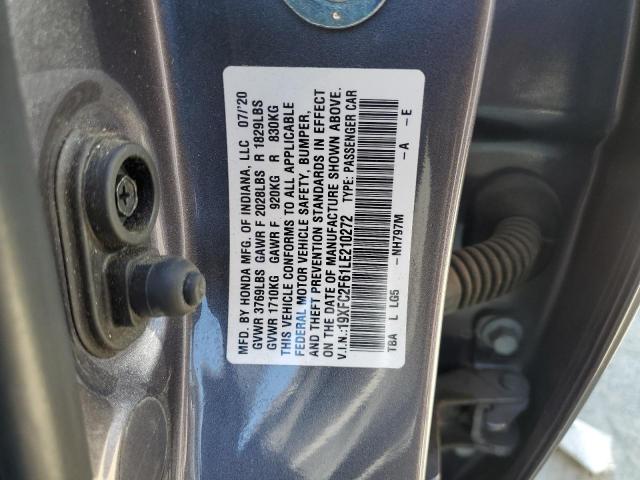 MFD. BY HONDA MFG. OF INDIANA, LLC 07/'20
GVWR 3769LBS GAWR F 2028LBS R 1829LBS
GVWR 1710KG GAWR F 920KG R 830KG
THIS VEHICLE CONFORMS TO ALL APPLICABLE
FEDERAL MOTOR VEHICLE SAFETY, BUMPER,
AND THEFT PREVENTION STANDARDS IN EFFECT
ON THE DATE OF MANUFACTURE SHOWN ABOVE.
V.I.N.:19XFC2F61LE210272 TYPE: PASSENGER CAR
TBA L LG5 -NH797M -A -E